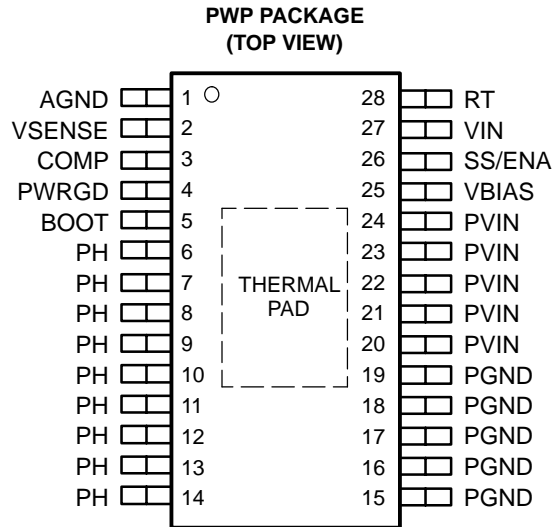 PWP PACKAGE
(TOP VIEW)
AGND 1 28 RT
VSENSE 2 27 VIN
COMP 3 26 SS/ENA
PWRGD 4 25 VBIAS
BOOT 5 24 PVIN
PH 6 23 PVIN
PH 7 22 PVIN
PH 8 21 PVIN
PH 9 20 PVIN
PH 10 19 PGND
PH 11 18 PGND
PH 12 17 PGND
PH 13 16 PGND
PH 14 15 PGND
THERMAL
PAD